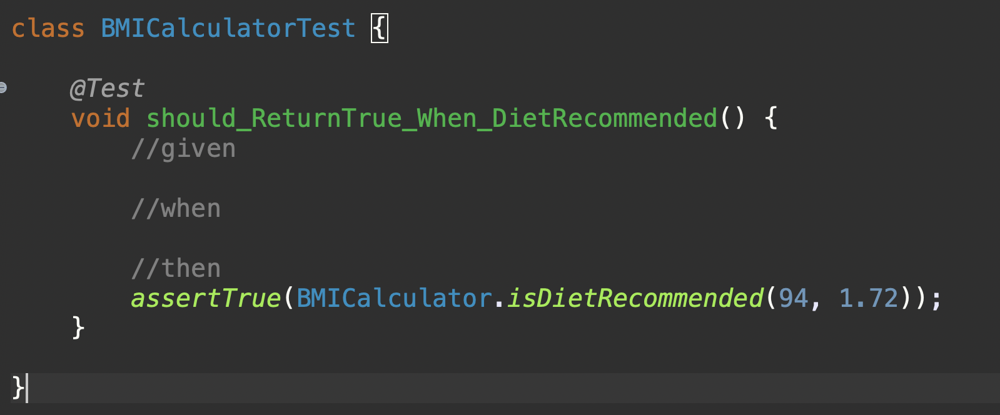 class BMICalculatorTest {
@Test
void should_ReturnTrue_When_DietRecommended() {
//given
//when
//then
assertTrue(BMICalculator.isDietRecommended(94, 1.72));
}
}